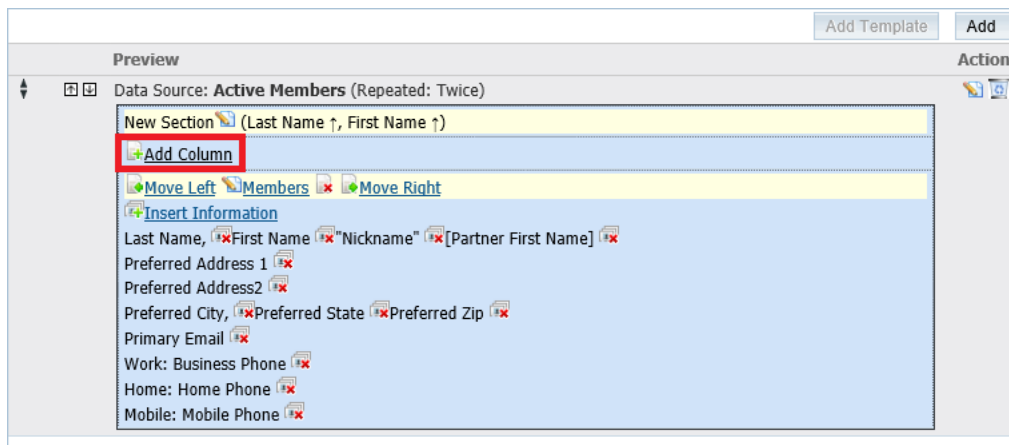 Add Template Add
Preview Action
Data Source: Active Members (Repeated: Twice)
New Section (Last Name ↑, First Name ↑)
Add Column
Move Left Members Move Right
Insert Information
Last Name, First Name "Nickname" [Partner First Name]
Preferred Address 1
Preferred Address2
Preferred City, Preferred State Preferred Zip
Primary Email
Work: Business Phone
Home: Home Phone
Mobile: Mobile Phone